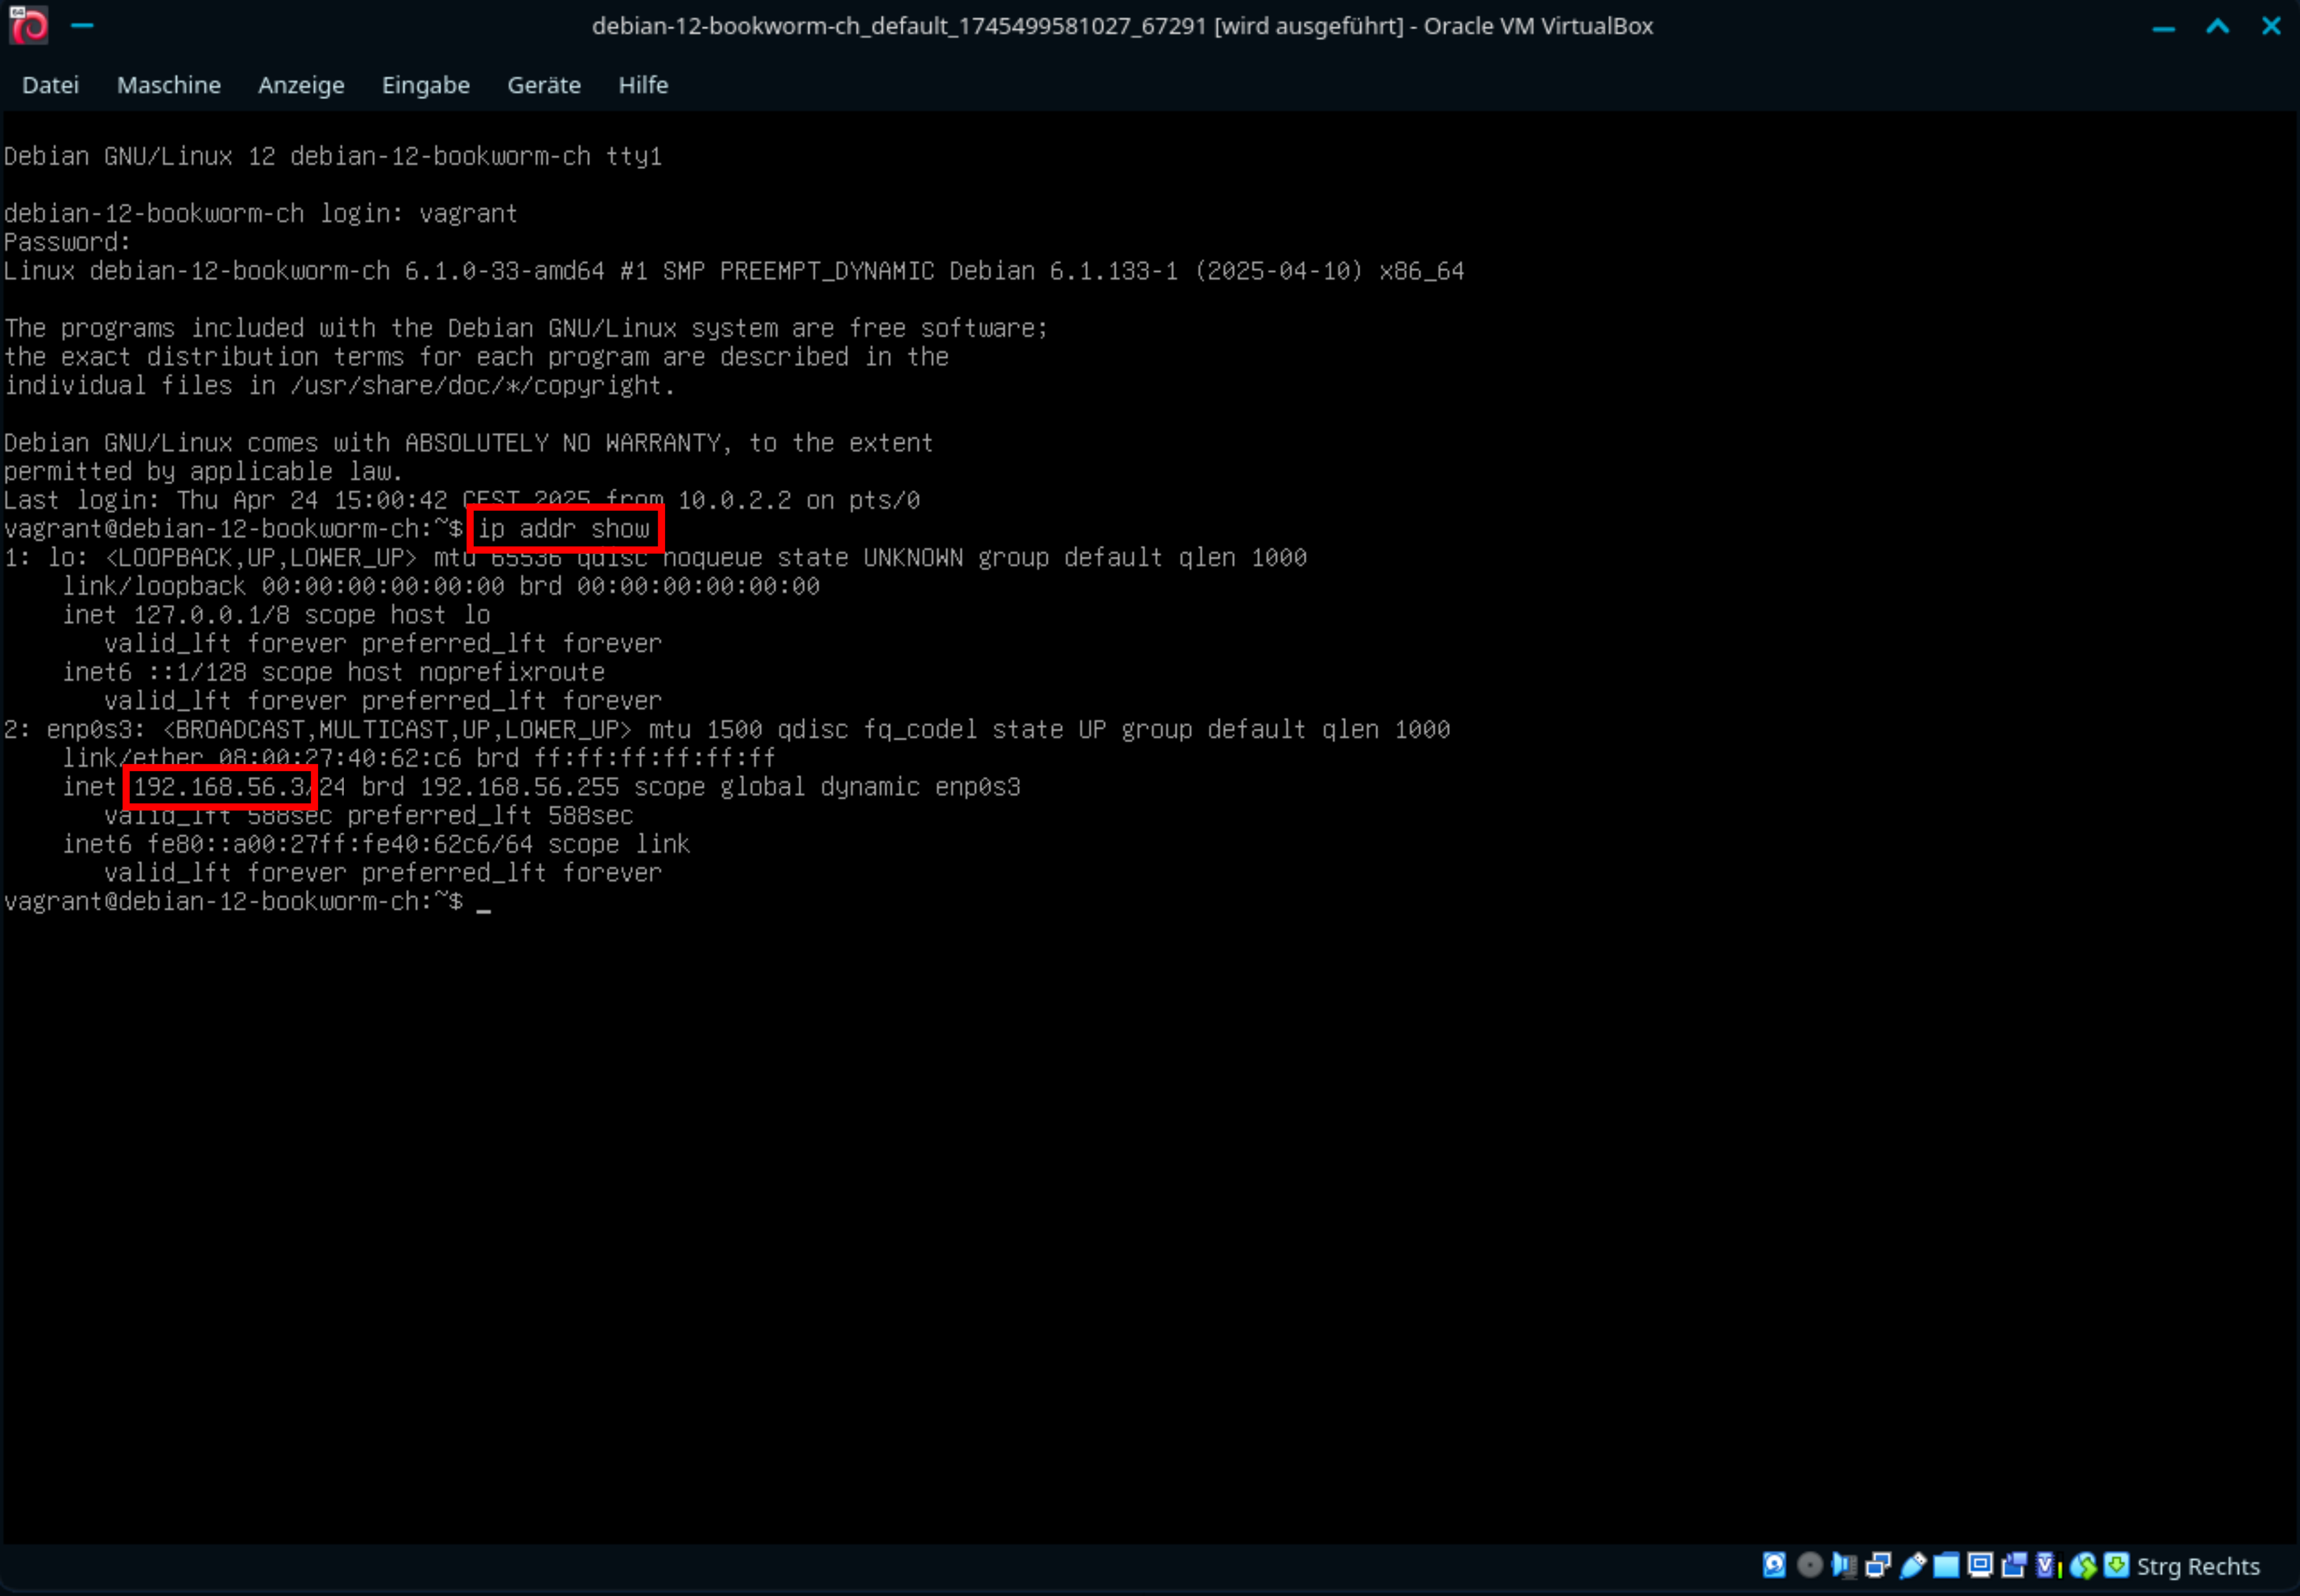 debian-12-bookworm-ch_default_1745499581027_67291 [wird ausgeführt] - Oracle VM VirtualBox
Datei Maschine Anzeige Eingabe Geräte Hilfe
Debian GNU/Linux 12 debian-12-bookworm-ch tty1
debian-12-bookworm-ch login: vagrant
Password:
Linux debian-12-bookworm-ch 6.1.0-33-amd64 #1 SMP PREEMPT_DYNAMIC Debian 6.1.133-1 (2025-04-10) x86_64
The programs included with the Debian GNU/Linux system are free software;
the exact distribution terms for each program are described in the
individual files in /usr/share/doc/*/copyright.
Debian GNU/Linux comes with ABSOLUTELY NO WARRANTY, to the extent
permitted by applicable law.
Last login: Thu Apr 24 15:00:42 CEST 2025 from 10.0.2.2 on pts/0
vagrant@debian-12-bookworm-ch:~$ ip addr show
1: lo: <LOOPBACK,UP,LOWER_UP> mtu 65536 qdisc noqueue state UNKNOWN group default qlen 1000
link/loopback 00:00:00:00:00:00 brd 00:00:00:00:00:00
inet 127.0.0.1/8 scope host lo
valid_lft forever preferred_lft forever
inet6 ::1/128 scope host noprefixroute
valid_lft forever preferred_lft forever
2: enp0s3: <BROADCAST,MULTICAST,UP,LOWER_UP> mtu 1500 qdisc fq_codel state UP group default qlen 1000
link/ether 08:00:27:40:62:c6 brd ff:ff:ff:ff:ff:ff
inet 192.168.56.3/24 brd 192.168.56.255 scope global dynamic enp0s3
valid_lft 588sec preferred_lft 588sec
inet6 fe80::a00:27ff:fe40:62c6/64 scope link
valid_lft forever preferred_lft forever
vagrant@debian-12-bookworm-ch:~$ _
Strg Rechts